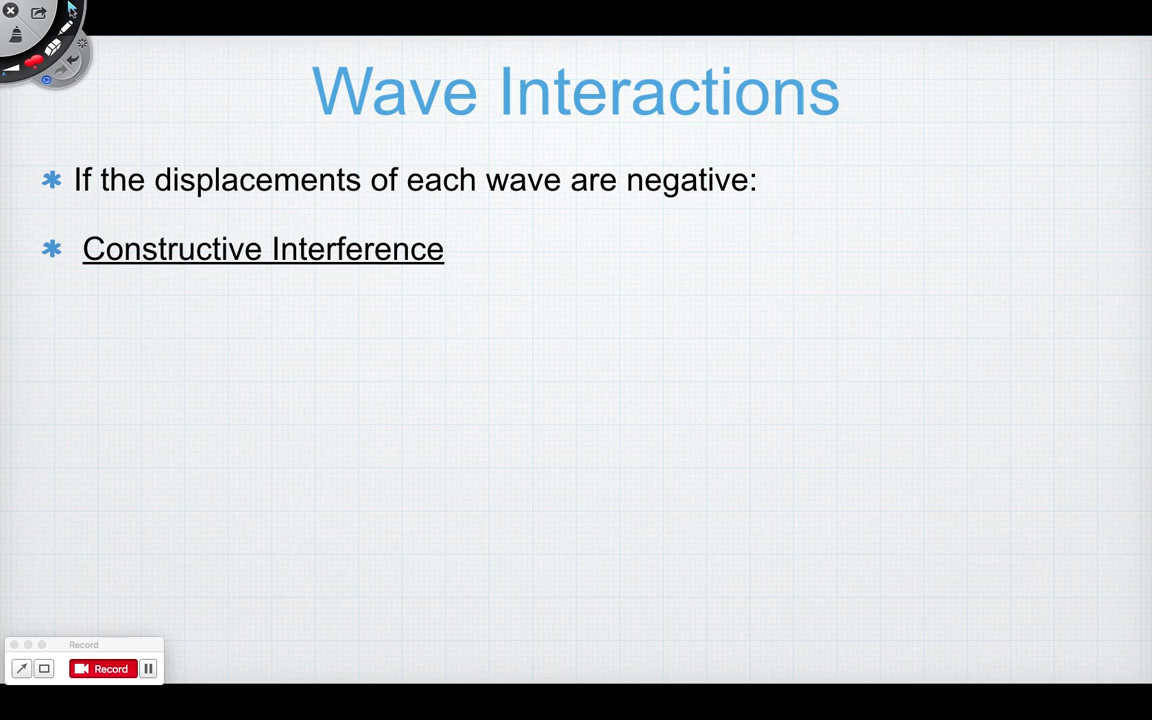 Wave Interactions
If the displacements of each wave are negative:
Constructive Interference
Record
Record